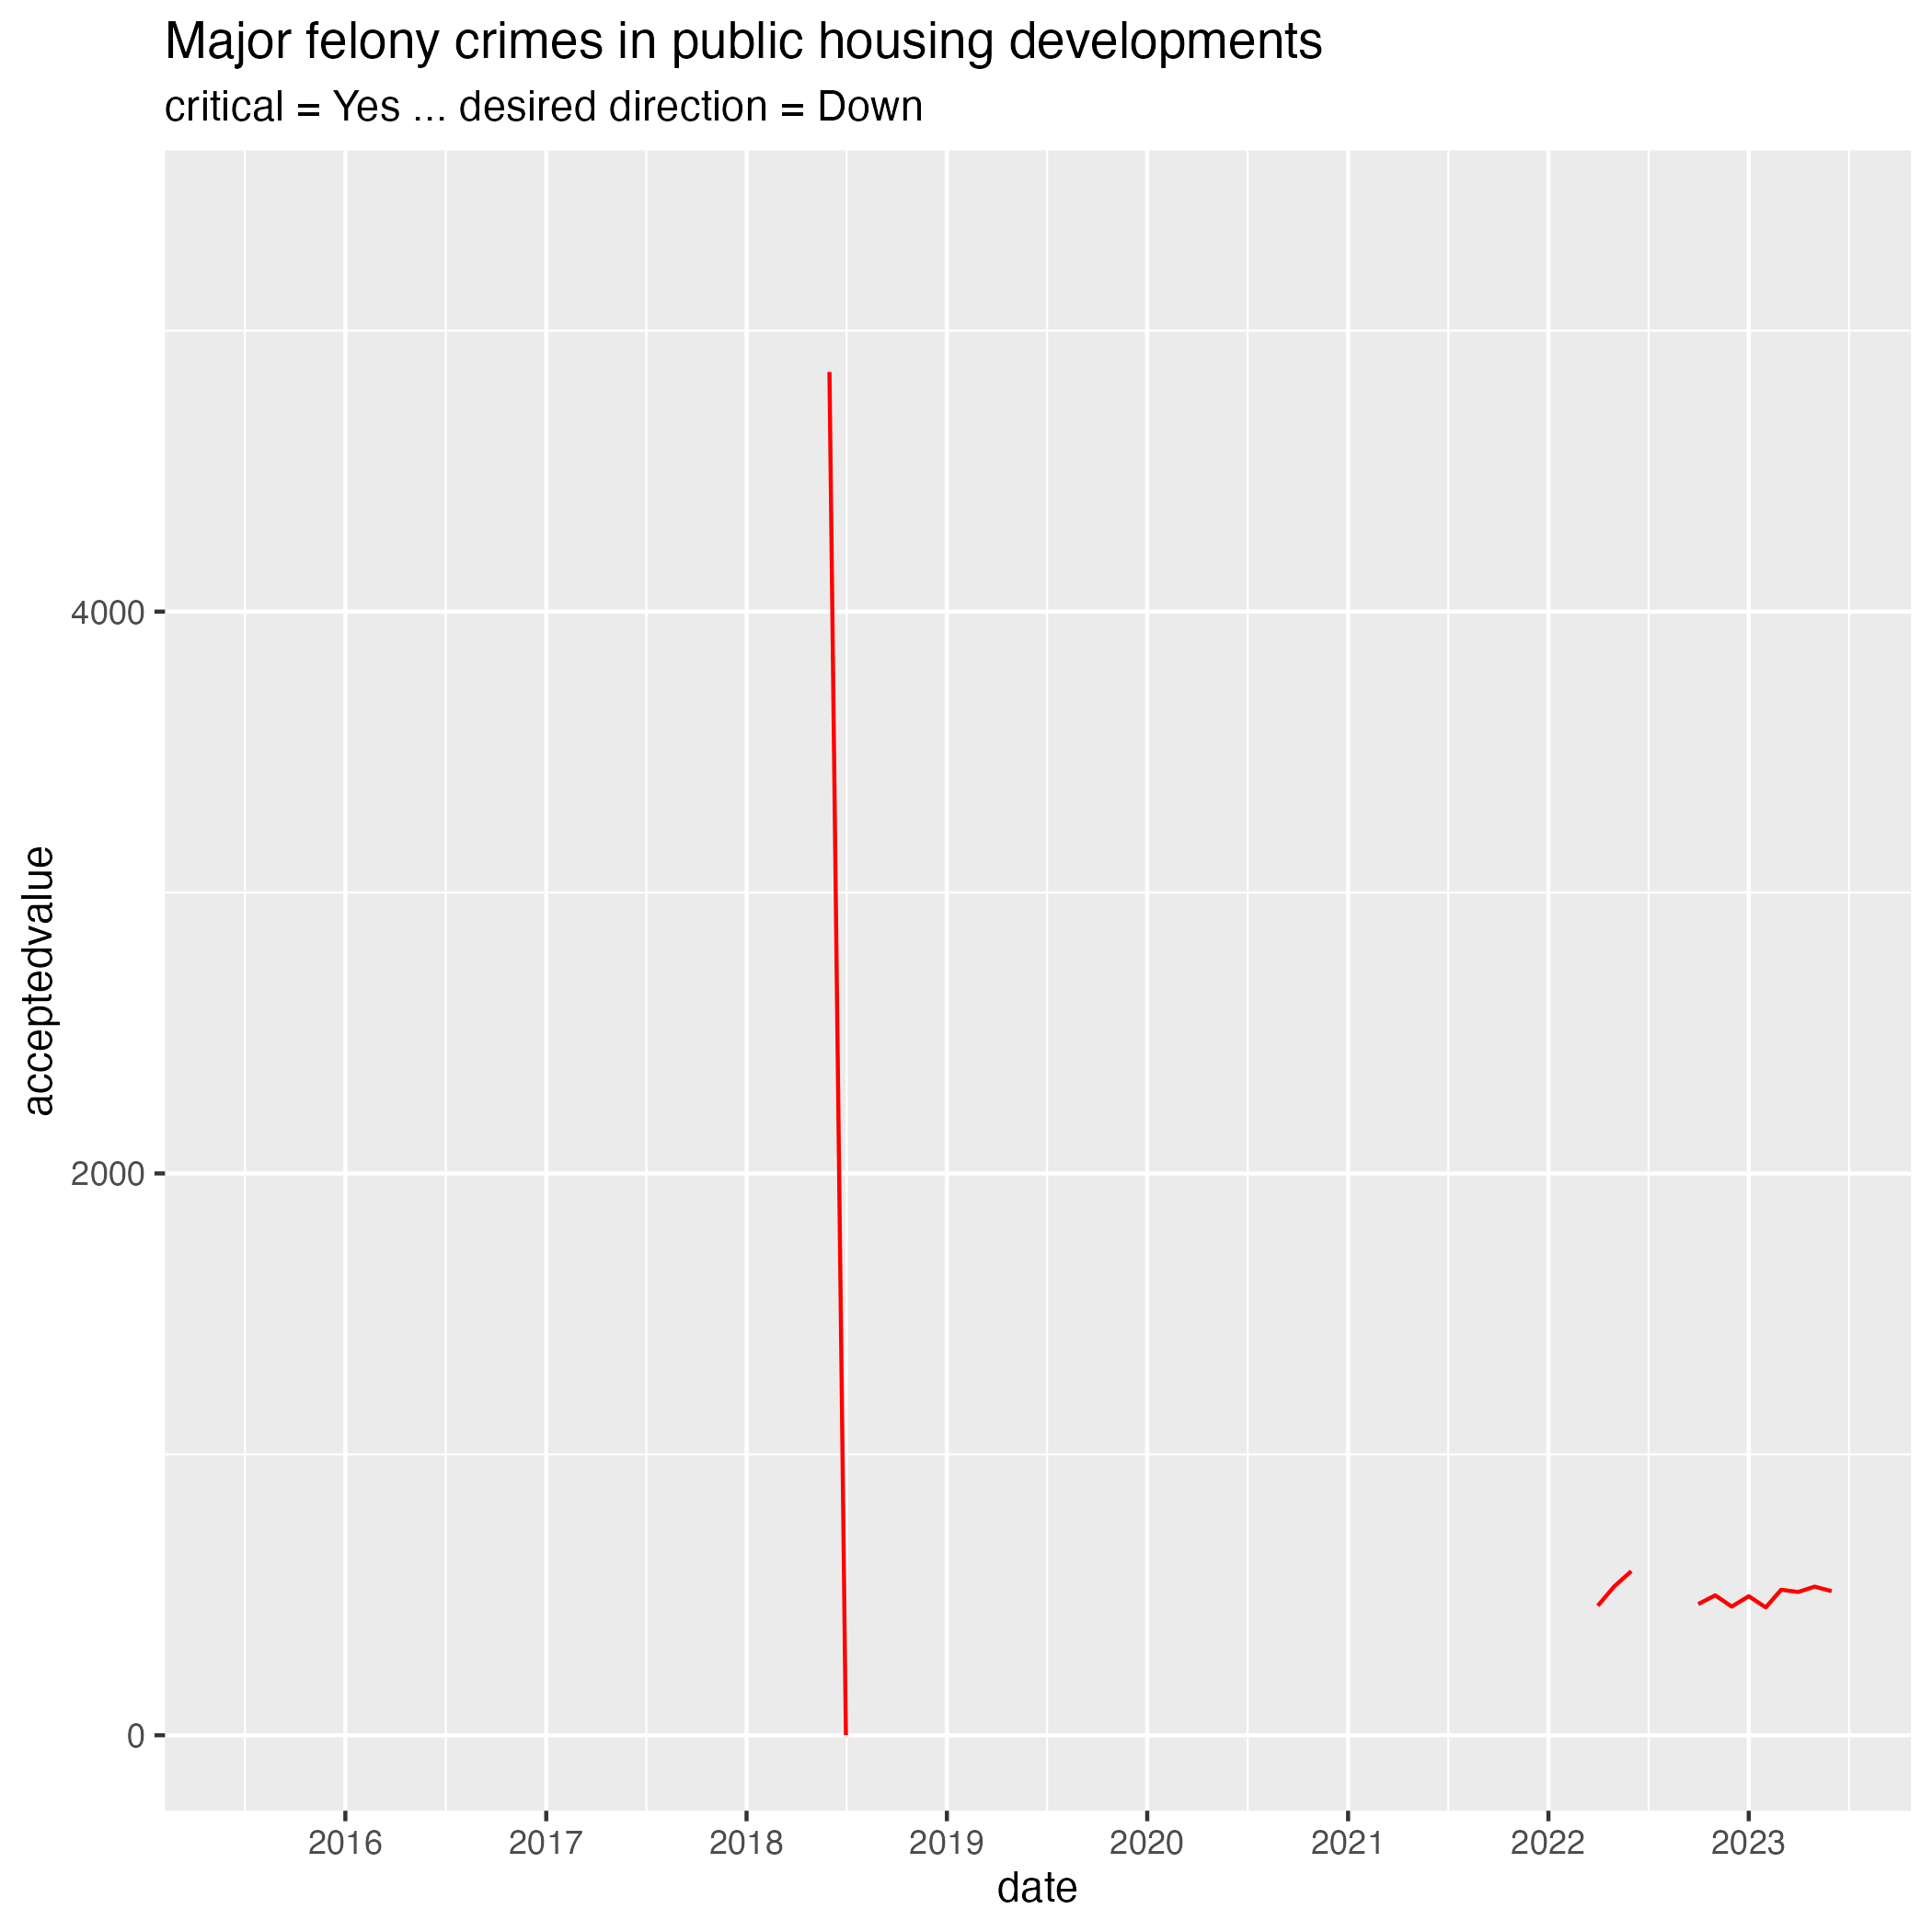 Major felony crimes in public housing developments
critical = Yes ... desired direction = Down
acceptedvalue
4000
2000
0
2016 2017 2018 2019 2020 2021 2022 2023
date